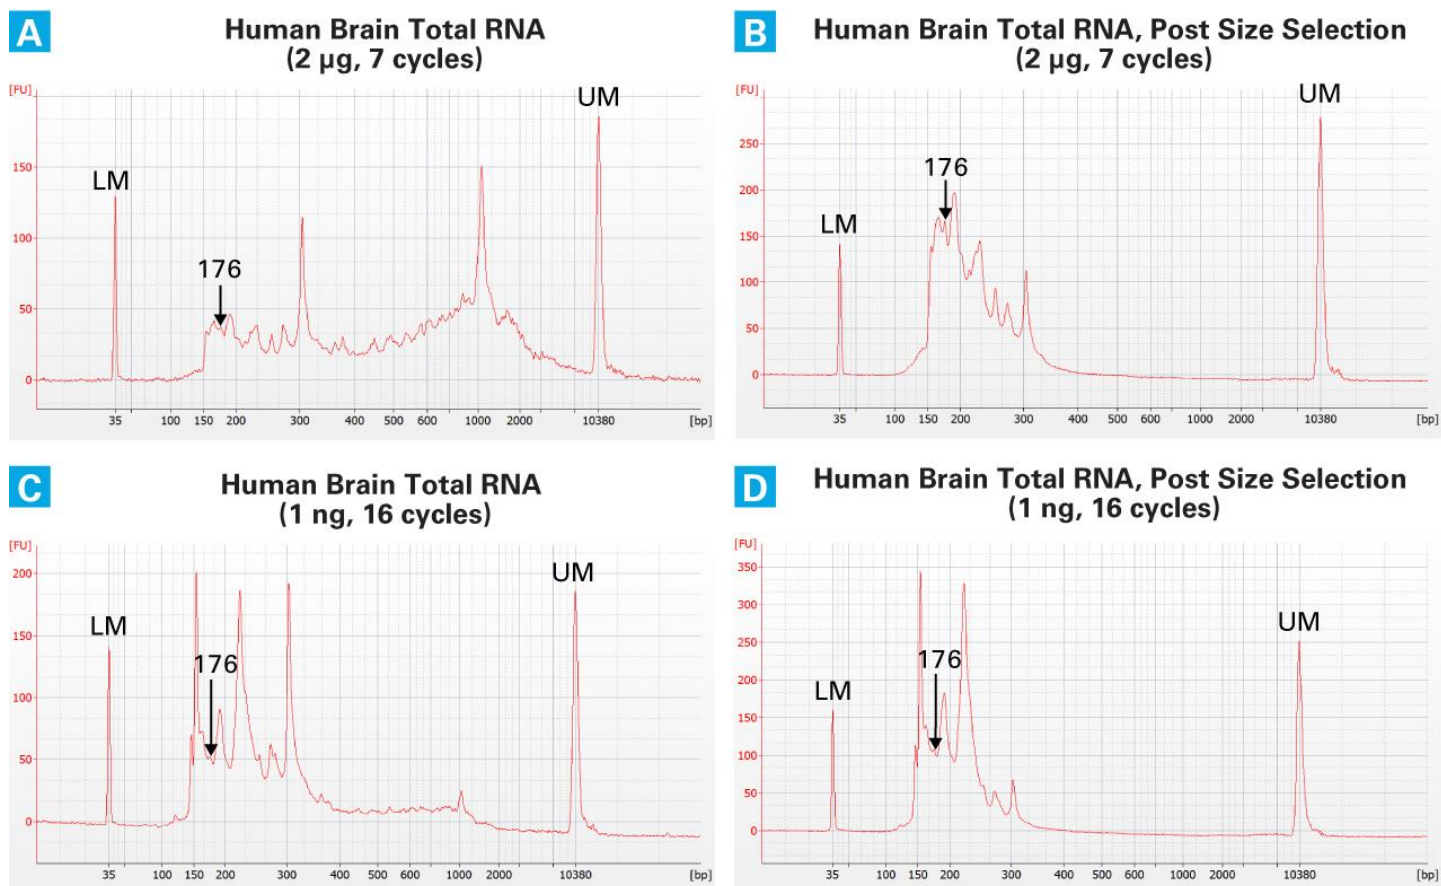 A
Human Brain Total RNA
(2 µg, 7 cycles)
[FU]
150
100
50
0
LM
176
UM
35 100 150 200 300 400 500 600 1000 2000 10380 [bp]
B
Human Brain Total RNA, Post Size Selection
(2 µg, 7 cycles)
[FU]
250
200
150
100
50
0
LM
176
UM
35 100 150 200 300 400 600 1000 2000 10380 [bp]
C
Human Brain Total RNA
(1 ng, 16 cycles)
[FU]
200
150
100
50
0
LM
176
UM
35 100 150 200 300 400 600 1000 2000 10380 [bp]
D
Human Brain Total RNA, Post Size Selection
(1 ng, 16 cycles)
[FU]
350
300
250
200
150
100
50
0
LM
176
UM
35 100 150 200 300 400 600 1000 2000 10380 [bp]